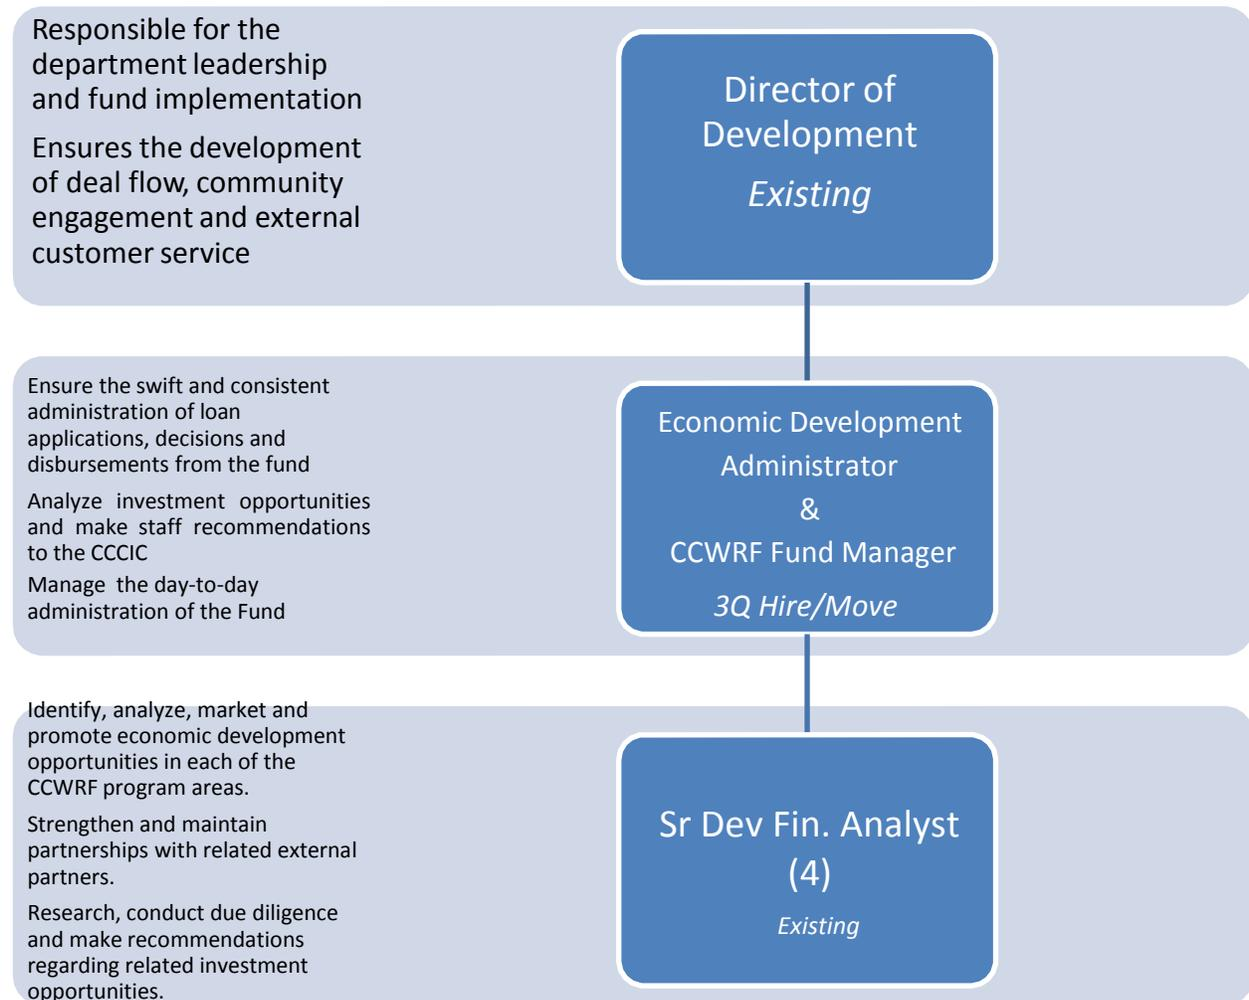 Responsible for the
department leadership
and fund implementation
Ensures the development
of deal flow, community
engagement and external
customer service
Director of
Development
Existing
Ensure the swift and consistent
administration of loan
applications, decisions and
disbursements from the fund
Analyze investment opportunities
and make staff recommendations
to the CCCIC
Manage the day-to-day
administration of the Fund
Economic Development
Administrator
&
CCWRF Fund Manager
3Q Hire/Move
Identify, analyze, market and
promote economic development
opportunities in each of the
CCWRF program areas.
Strengthen and maintain
partnerships with related external
partners.
Research, conduct due diligence
and make recommendations
regarding related investment
opportunities.
Sr Dev Fin. Analyst
(4)
Existing